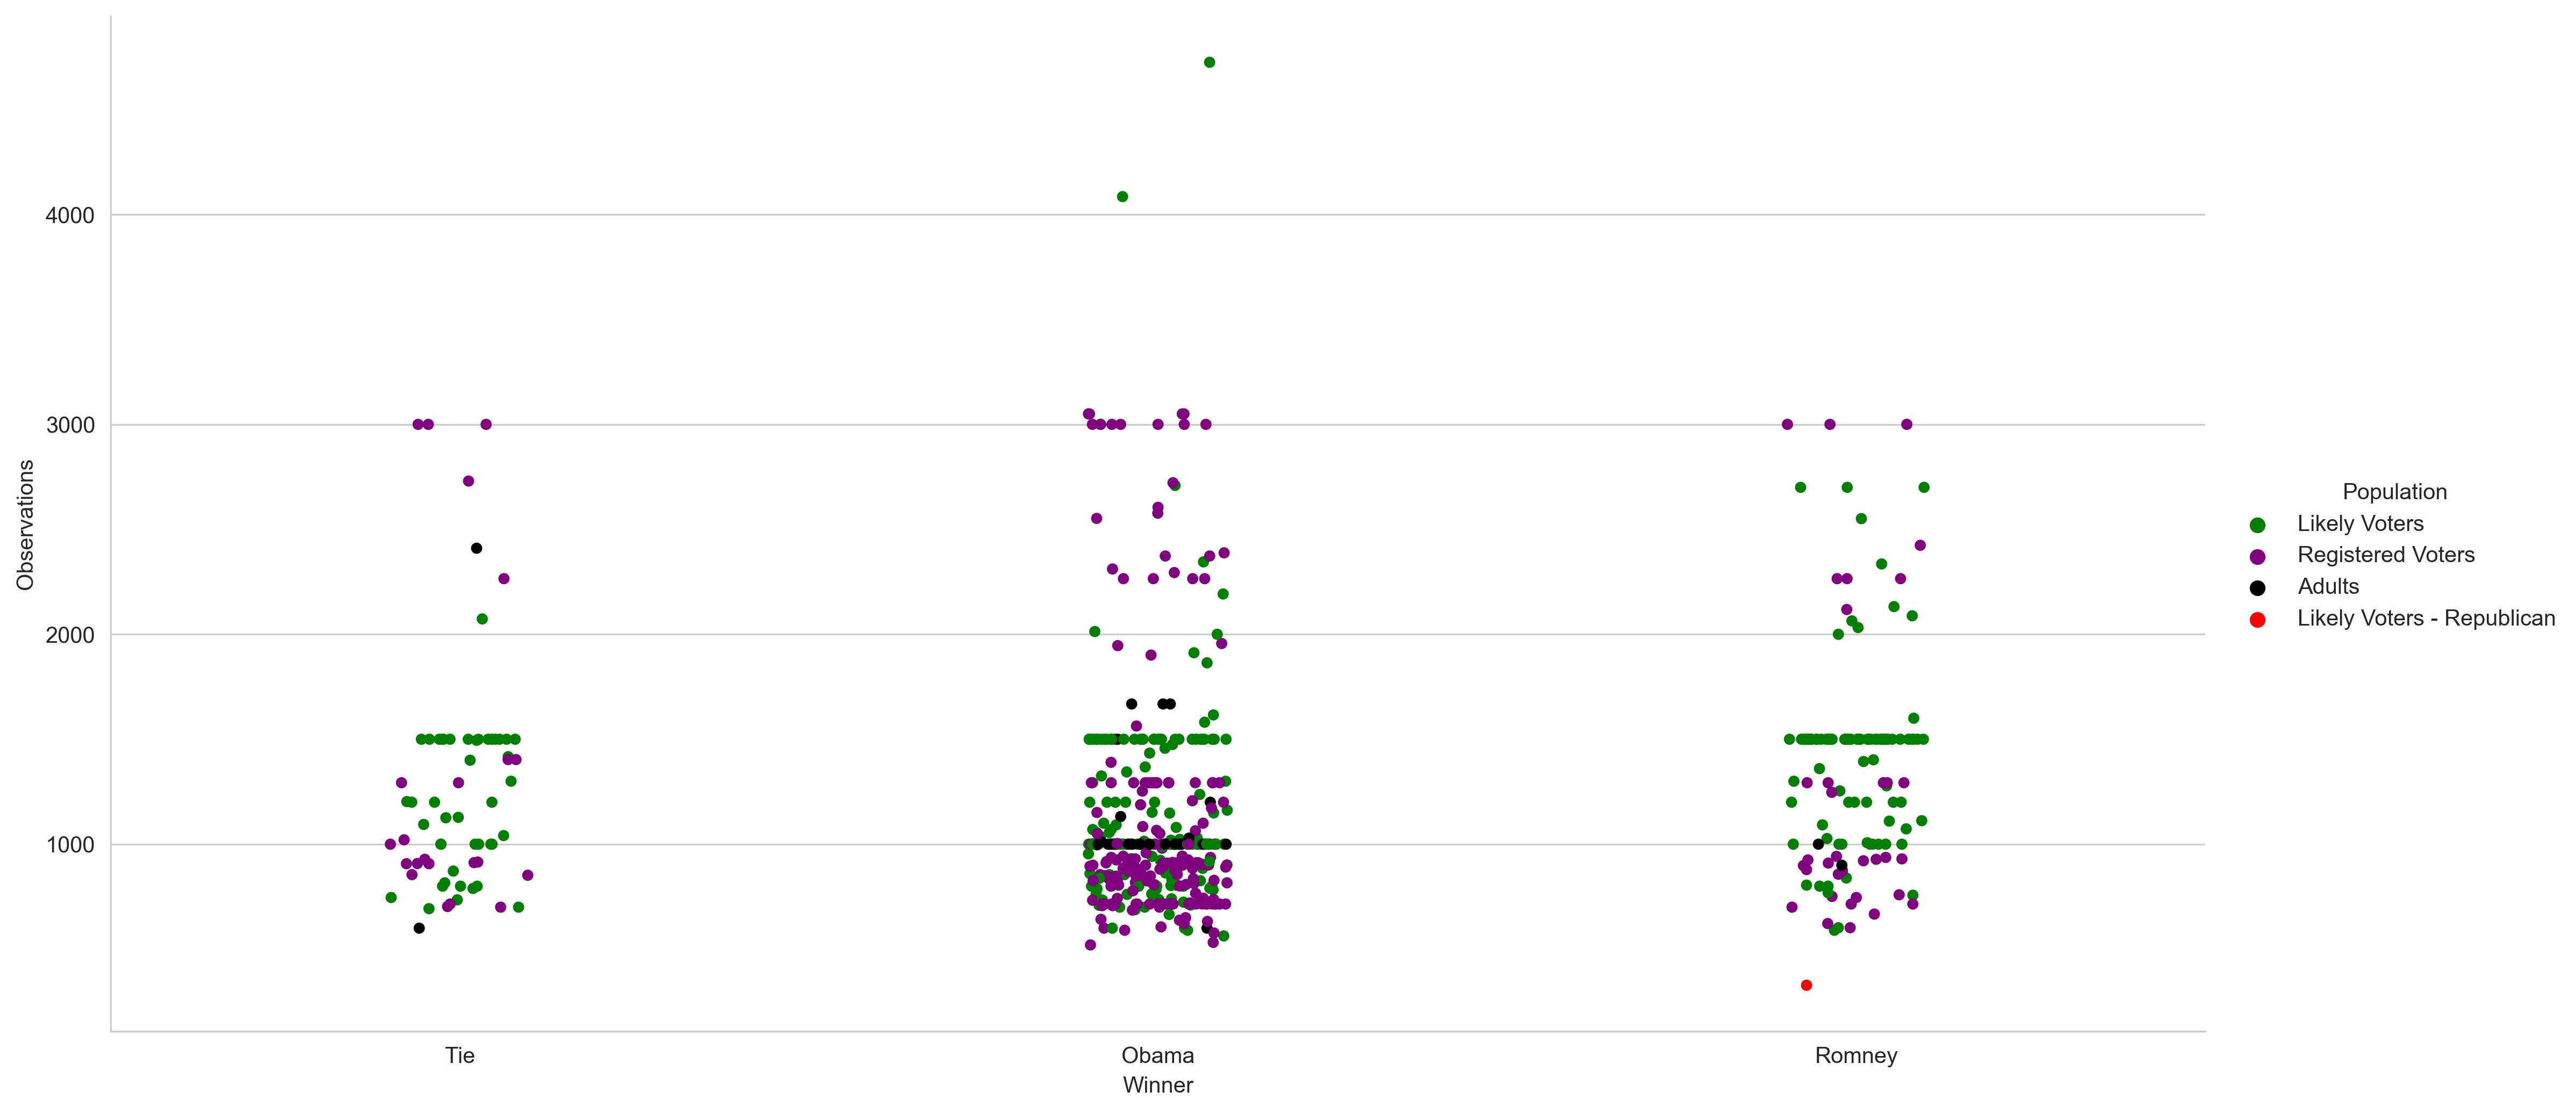 4000
3000
2000
1000
Observations
Tie
Obama
Romney
Winner
Population
Likely Voters
Registered Voters
Adults
Likely Voters - Republican